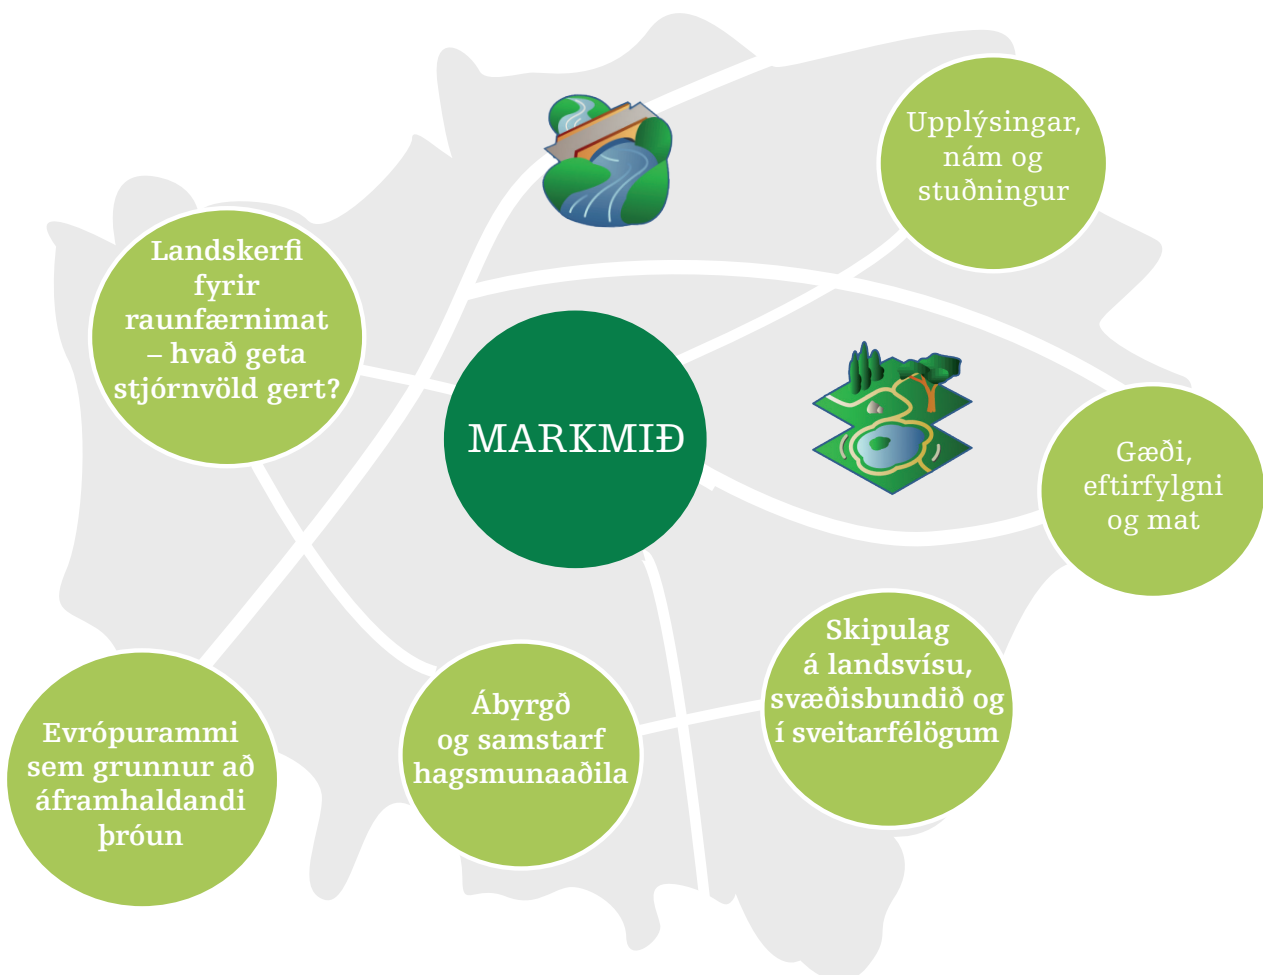 Upplýsingar,
nám og
stuðningur
Landskerfi
fyrir
raunfærnimat
– hvað geta
stjórnvöld gert?
MARKMIÐ
Gæði,
eftirfylgni
og mat
Skipulag
á landsvísu,
svæðisbundið og
í sveitarfélögum
Ábyrgð
og samstarf
hagsmunaaðila
Evrópurammi
sem grunnur að
áframhaldandi
þróun